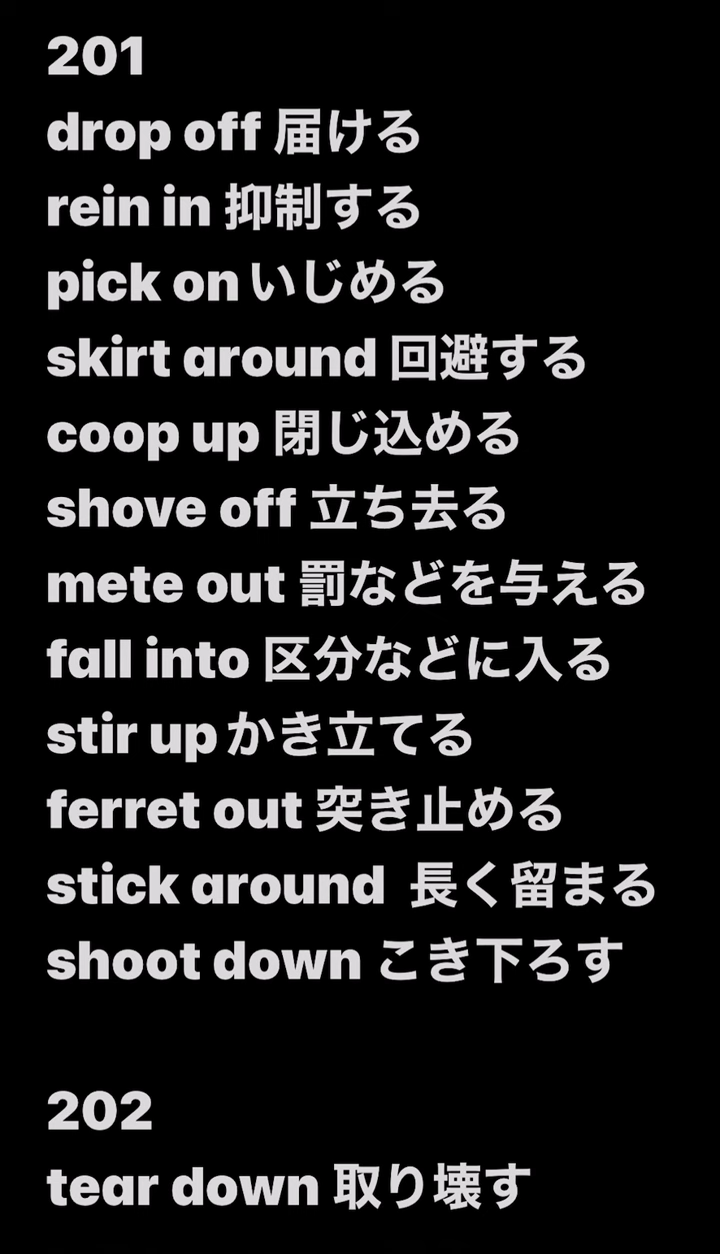 201
drop off 届ける
rein in 抑制する
pick on いじめる
skirt around 回避する
coop up 閉じ込める
shove off 立ち去る
mete out 罰などを与える
fall into 区分などに入る
stir up かき立てる
ferret out 突き止める
stick around 長く留まる
shoot down こき下ろす
202
tear down 取り壊す